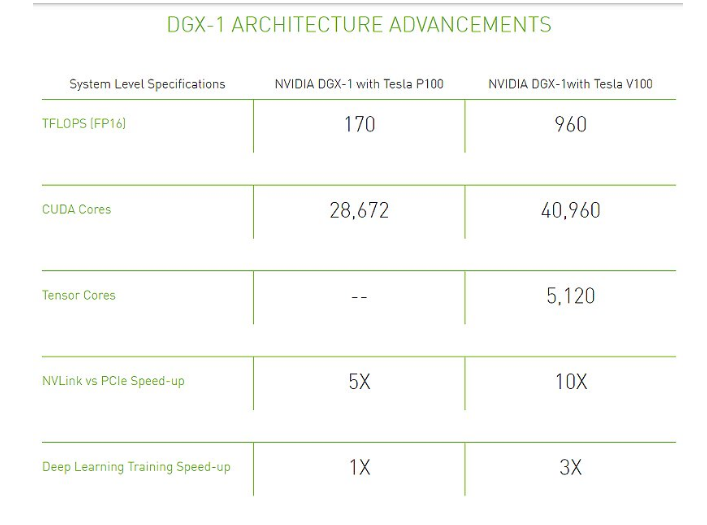 DGX-1 ARCHITECTURE ADVANCEMENTS
System Level Specifications NVIDIA DGX-1 with Tesla P100 NVIDIA DGX-1with Tesla V100
TFLOPS (FP16) 170 960
CUDA Cores 28,672 40,960
Tensor Cores -- 5,120
NVLink vs PCIe Speed-up 5X 10X
Deep Learning Training Speed-up 1X 3X